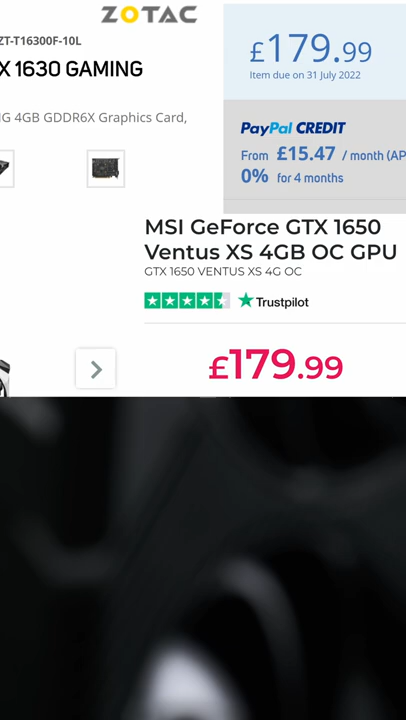 ZOTAC
ZT-T16300F-10L
X 1630 GAMING
G 4GB GDDR6X Graphics Card,
£179.99
Item due on 31 July 2022
PayPal CREDIT
From £15.47 / month (AP
0% for 4 months
MSI GeForce GTX 1650
Ventus XS 4GB OC GPU
GTX 1650 VENTUS XS 4G OC
Trustpilot
£179.99